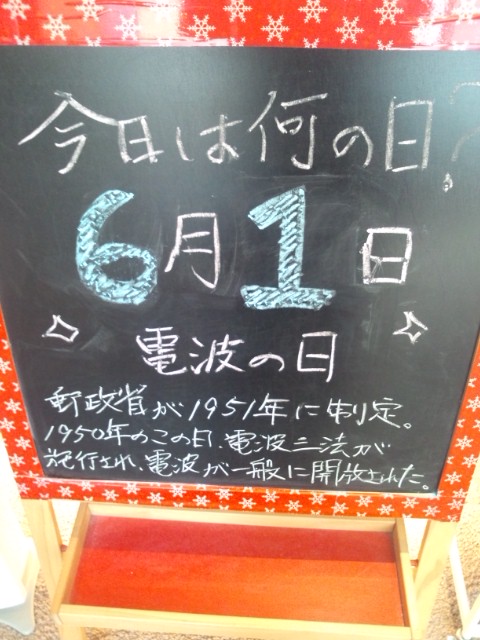 今日は何の日?
6月1日
電波の日
郵政省が1951年に制定。
1950年のこの日、電波三法が
施行され、電波が一般に開放された。